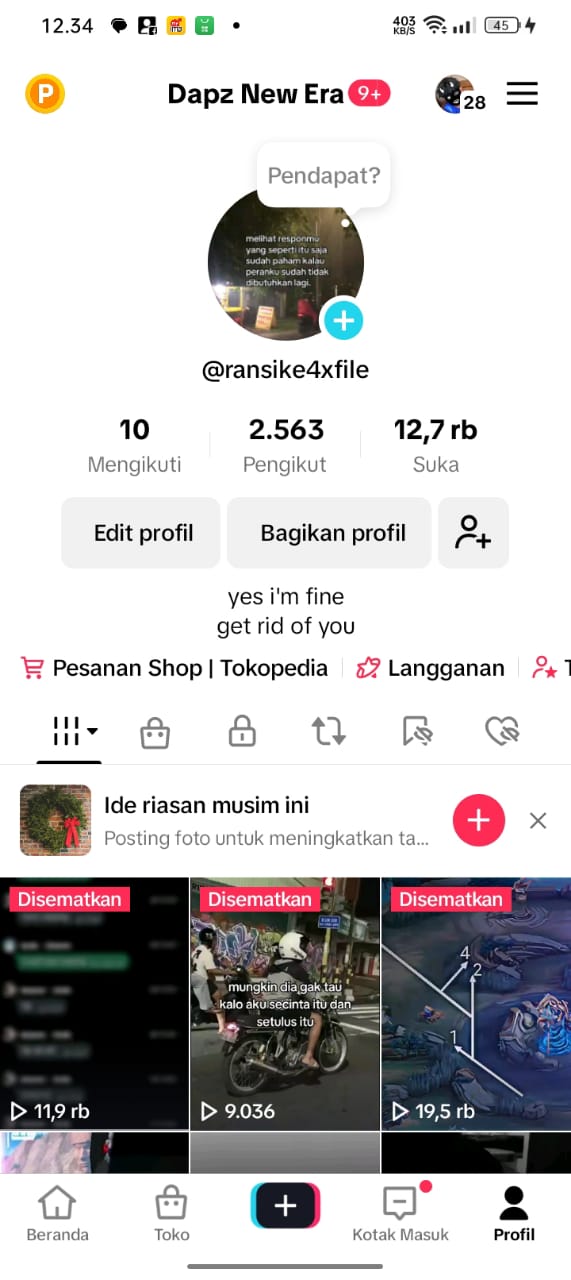 12.34
403
KB/S
45
P
Dapz New Era 9+
28
Pendapat?
melihat responmu
yang seperti itu saja
sudah paham kalau
peranku sudah tidak
dibutuhkan lagi.
@ransike4xfile
10 2.563 12,7 rb
Mengikuti Pengikut Suka
Edit profil Bagikan profil
yes i'm fine
get rid of you
Pesanan Shop | Tokopedia Langganan T
Ide riasan musim ini
Posting foto untuk meningkatkan ta...
Disematkan Disematkan Disematkan
mungkin dia gak tau
kalo aku secinta itu dan
setulus itu
4
2
1
11,9 rb 9.036 19,5 rb
Beranda Toko Kotak Masuk Profil